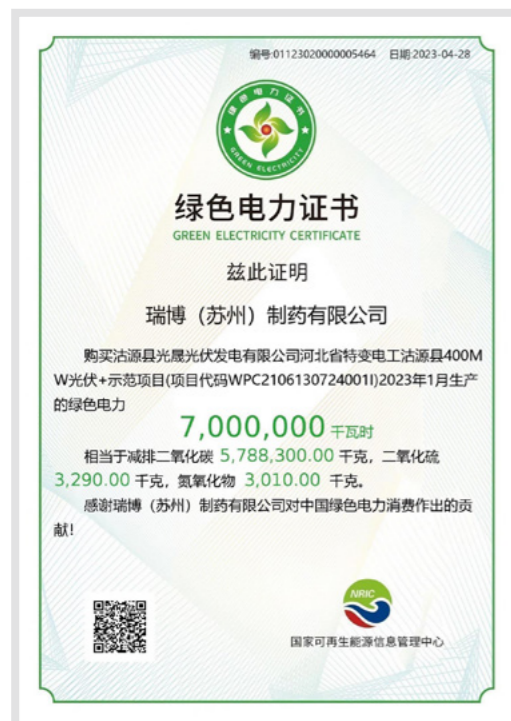 编号:01123020000005464 日期:2023-04-28
绿色电力证书
GREEN ELECTRICITY
绿色电力证书
GREEN ELECTRICITY CERTIFICATE
兹此证明
瑞博（苏州）制药有限公司
购买沽源县光晟光伏发电有限公司河北省特变电工沽源县400M
W光伏+示范项目(项目代码WPC2106130724001I)2023年1月生产
的绿色电力
7,000,000 千瓦时
相当于减排二氧化碳 5,788,300.00 千克，二氧化硫
3,290.00 千克，氮氧化物 3,010.00 千克。
感谢瑞博（苏州）制药有限公司对中国绿色电力消费作出的贡
献!
NRIC
国家可再生能源信息管理中心